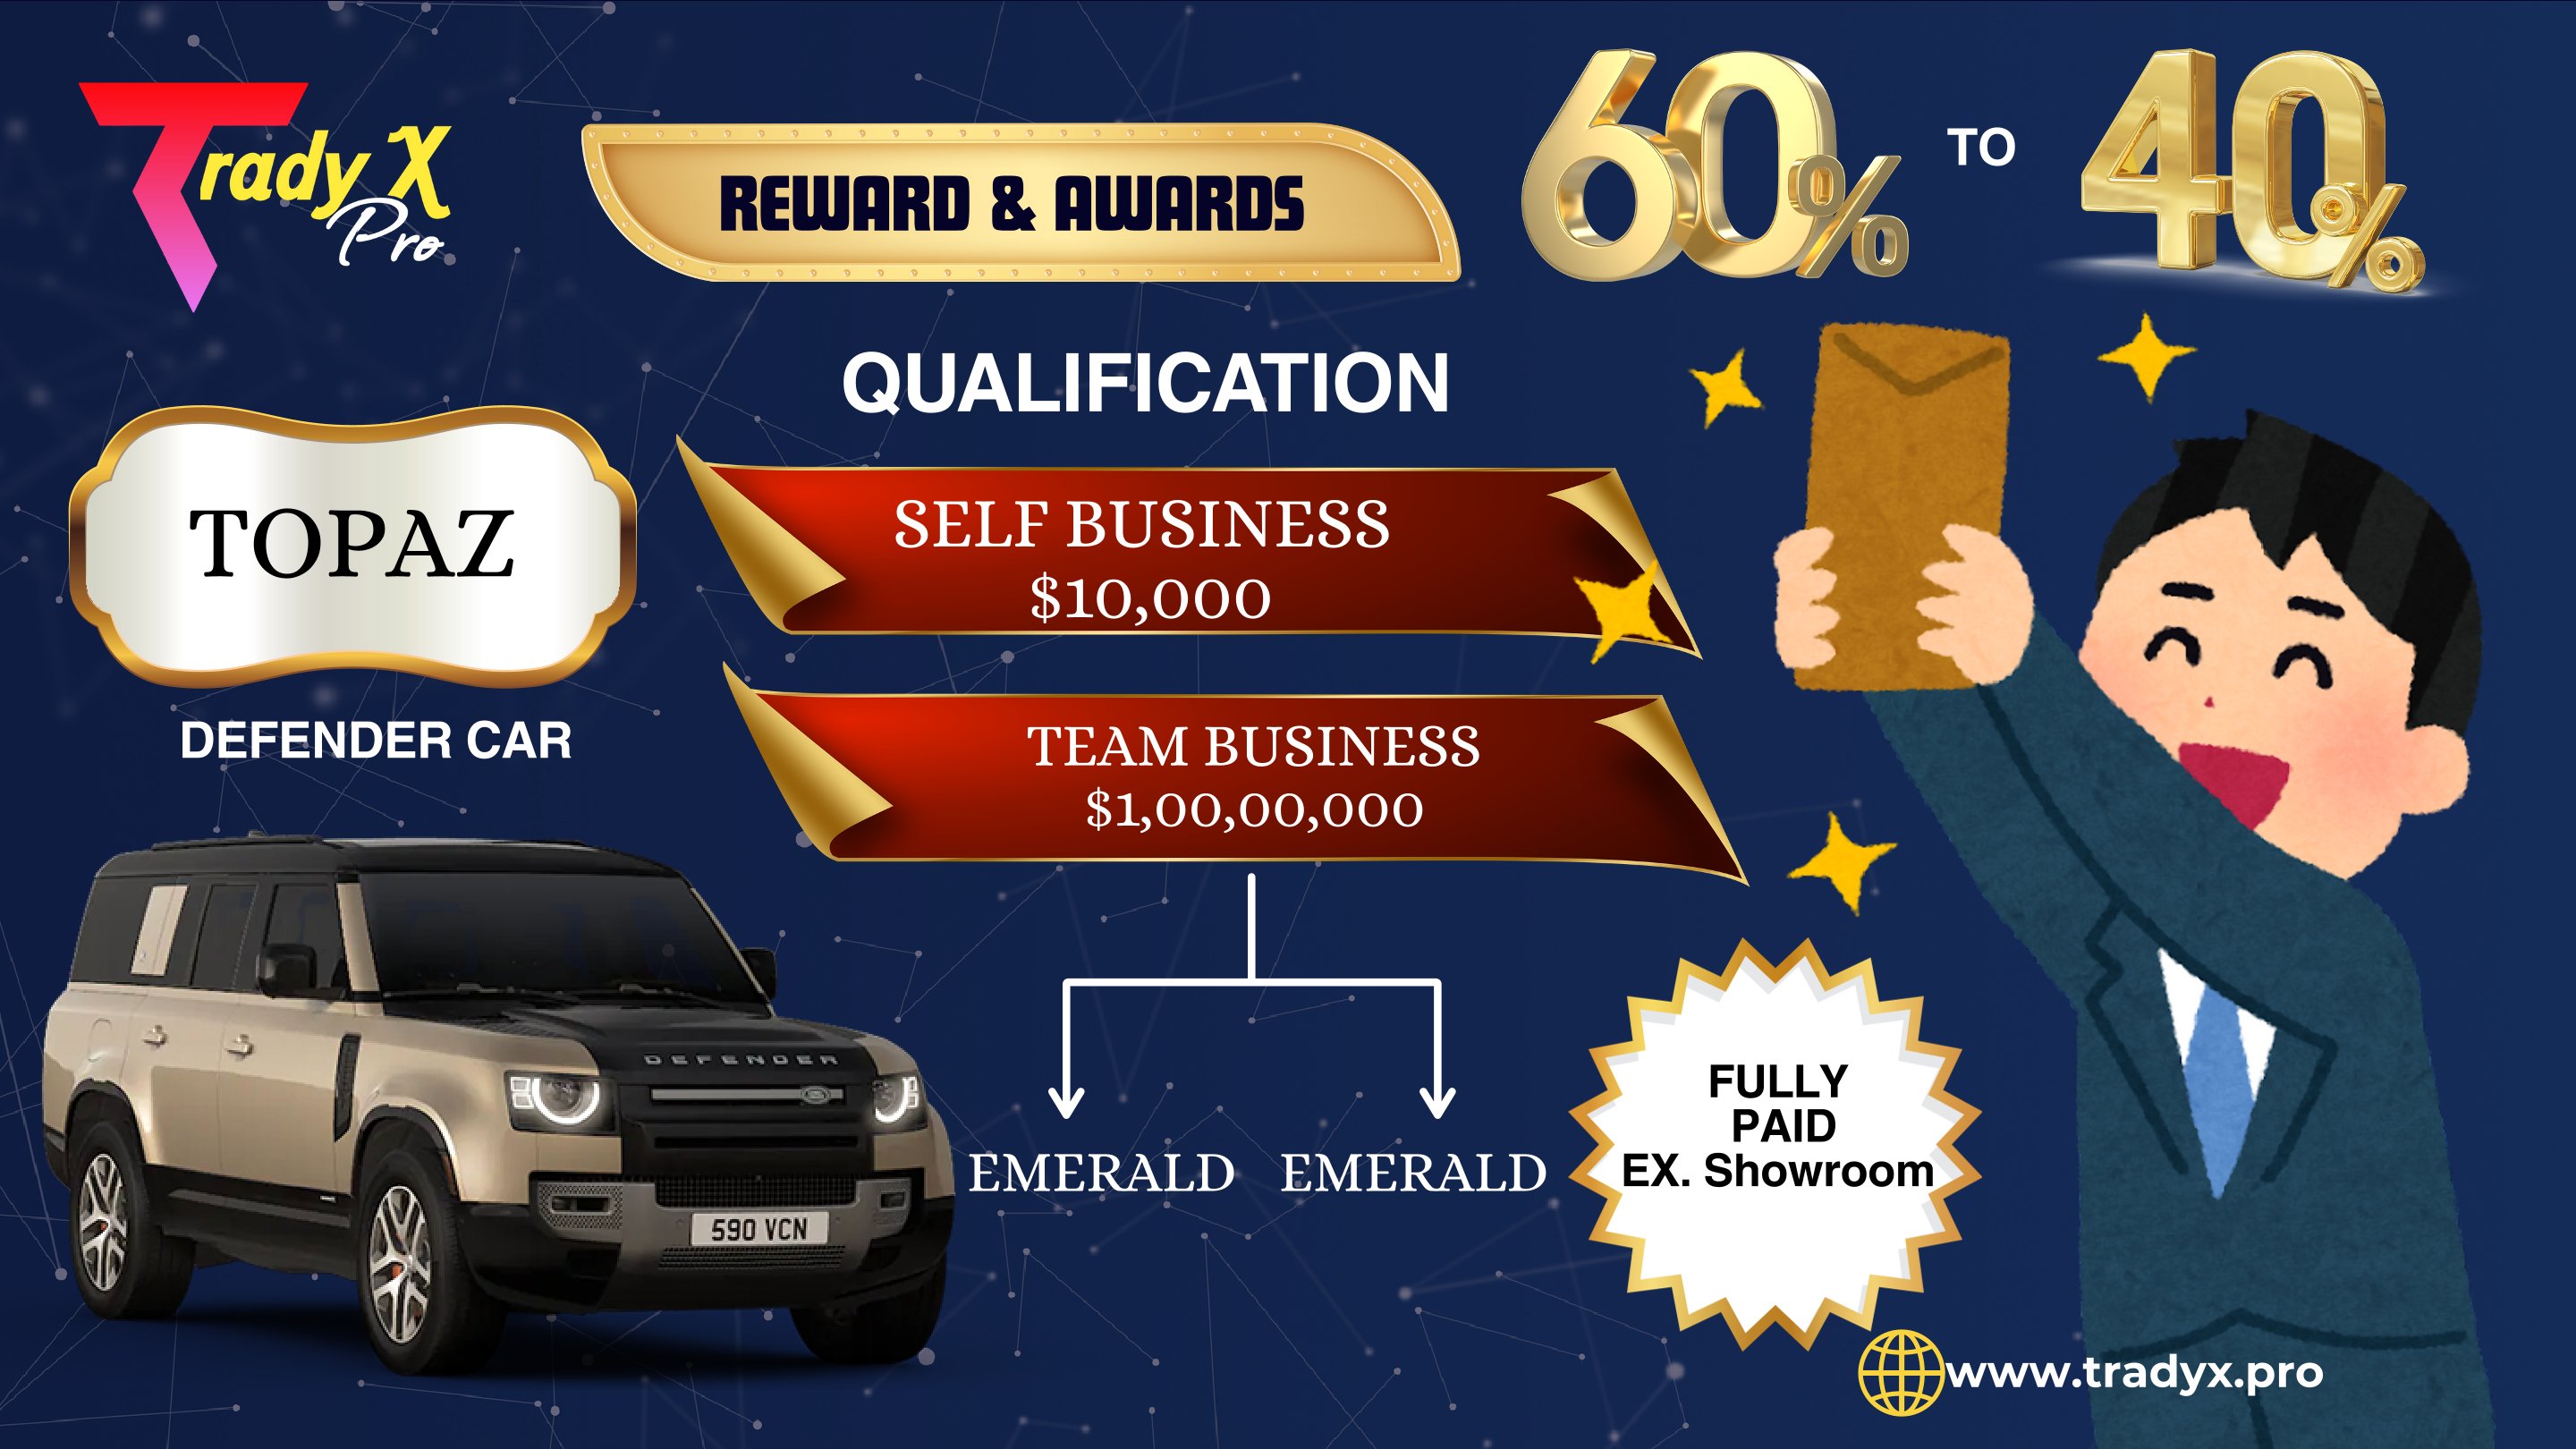 Trady X
Pro
REWARD & AWARDS
60% TO 40%
QUALIFICATION
TOPAZ
DEFENDER CAR
SELF BUSINESS
$10,000
TEAM BUSINESS
$1,00,00,000
EMERALD EMERALD
DEFENDER
590 VCN
FULLY
PAID
EX. Showroom
www.tradyx.pro